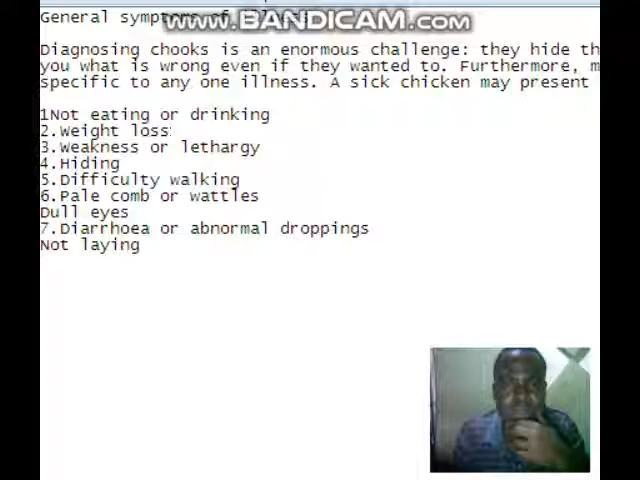 General symptoms of illness
www.BANDICAM.com
Diagnosing chooks is an enormous challenge: they hide th
you what is wrong even if they wanted to. Furthermore, m
specific to any one illness. A sick chicken may present
1Not eating or drinking
2.Weight loss
3.Weakness or lethargy
4.Hiding
5.Difficulty walking
6.Pale comb or wattles
Dull eyes
7.Diarrhoea or abnormal droppings
Not laying